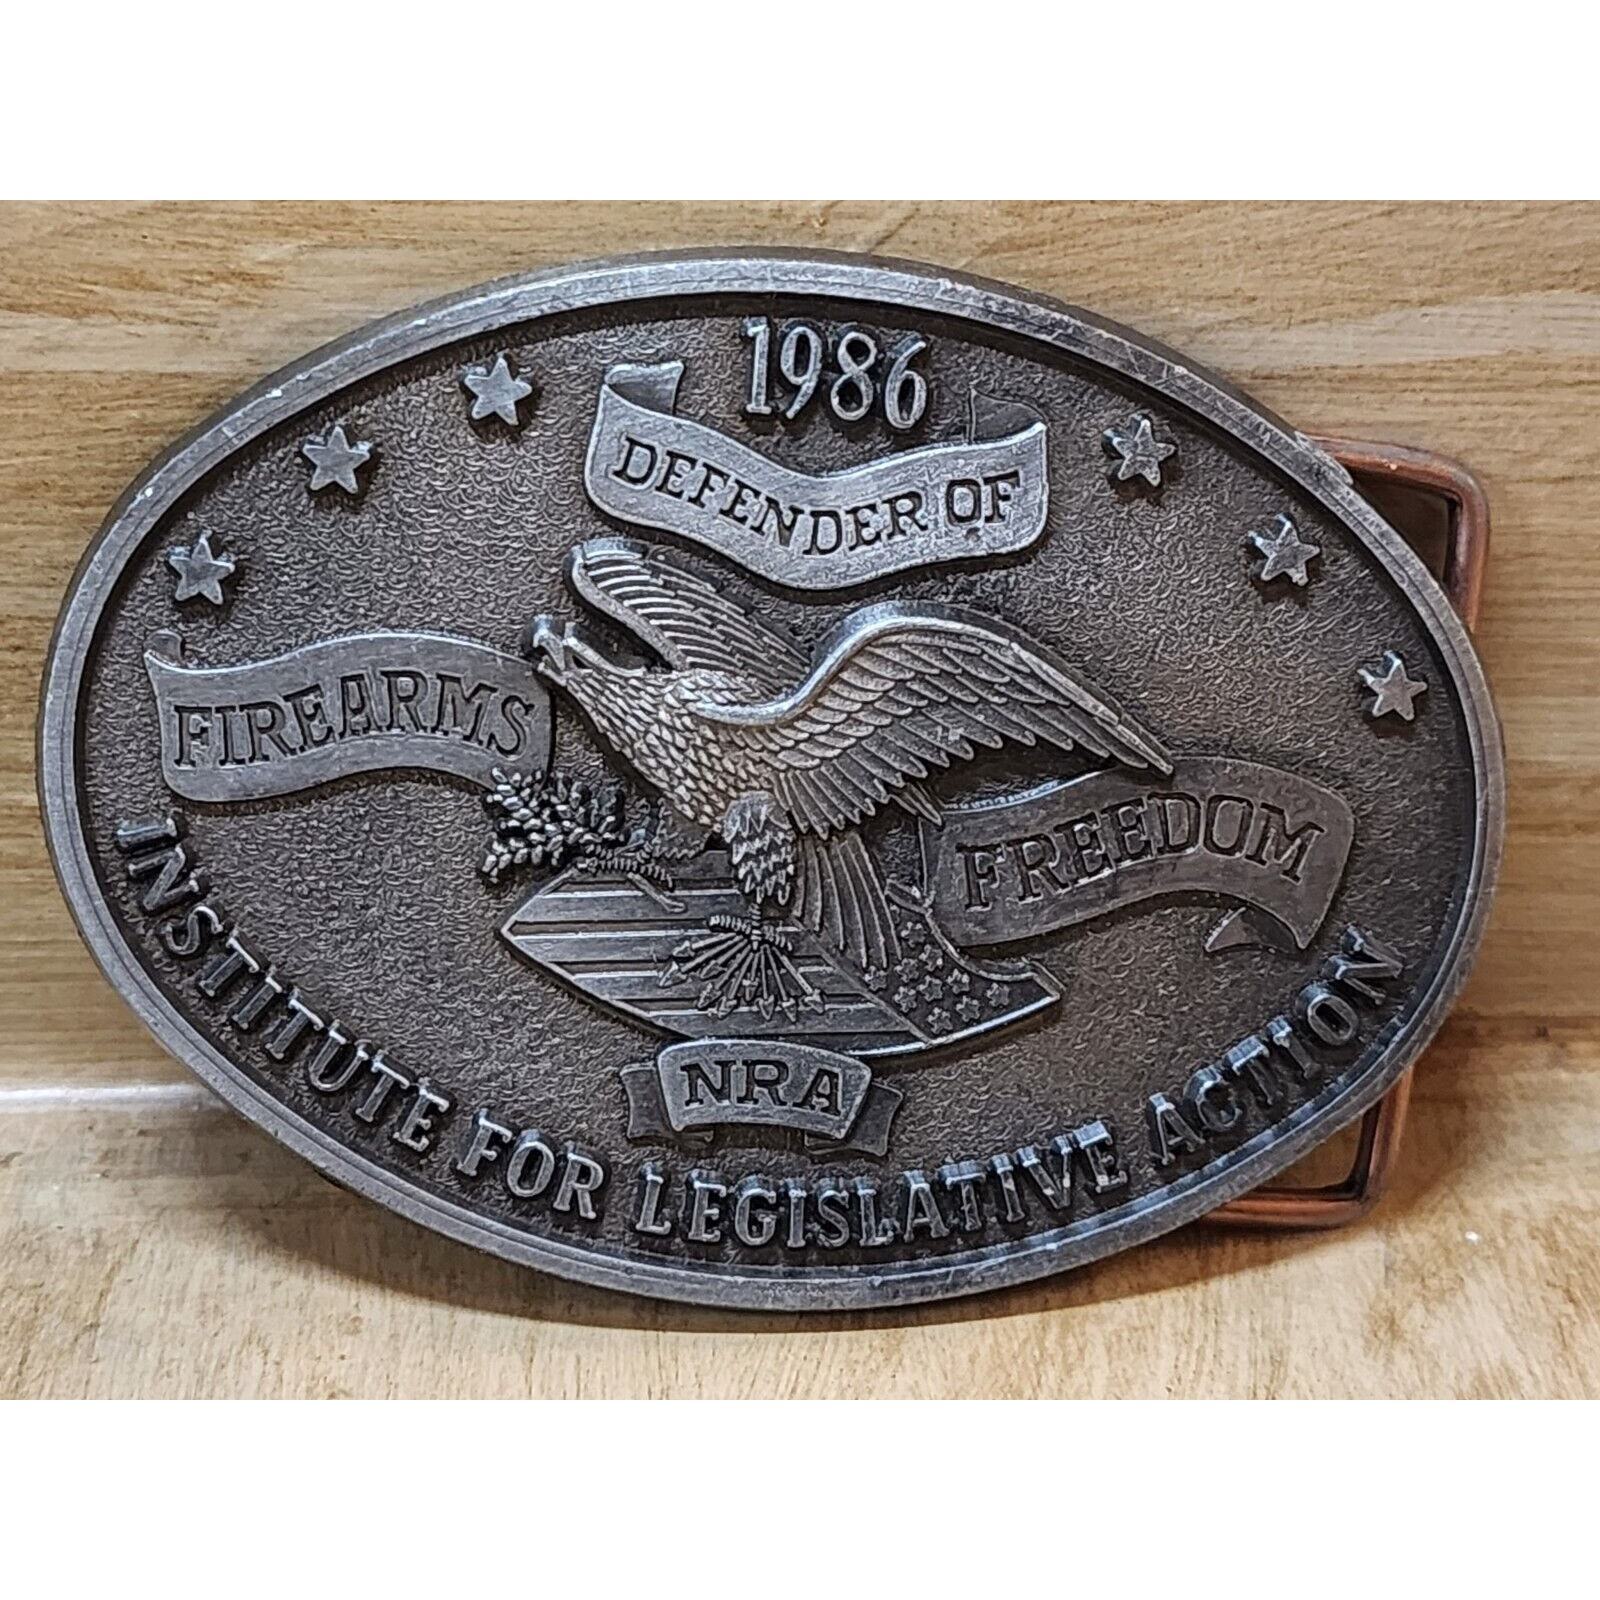 1986
DEFENDER OF
FIREARMS
FREEDOM
NRA
INSTITUTE FOR LEGISLATIVE ACTION